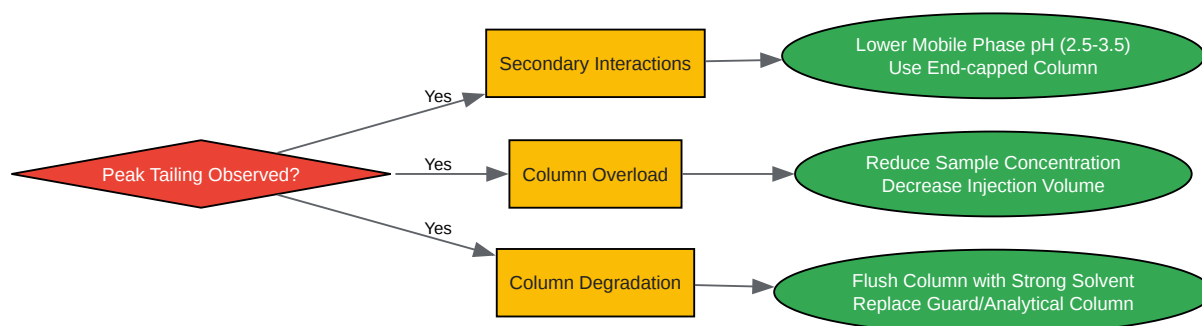 Peak Tailing Observed?
Yes
Secondary Interactions
Lower Mobile Phase pH (2.5-3.5)
Use End-capped Column
Yes
Column Overload
Reduce Sample Concentration
Decrease Injection Volume
Yes
Column Degradation
Flush Column with Strong Solvent
Replace Guard/Analytical Column